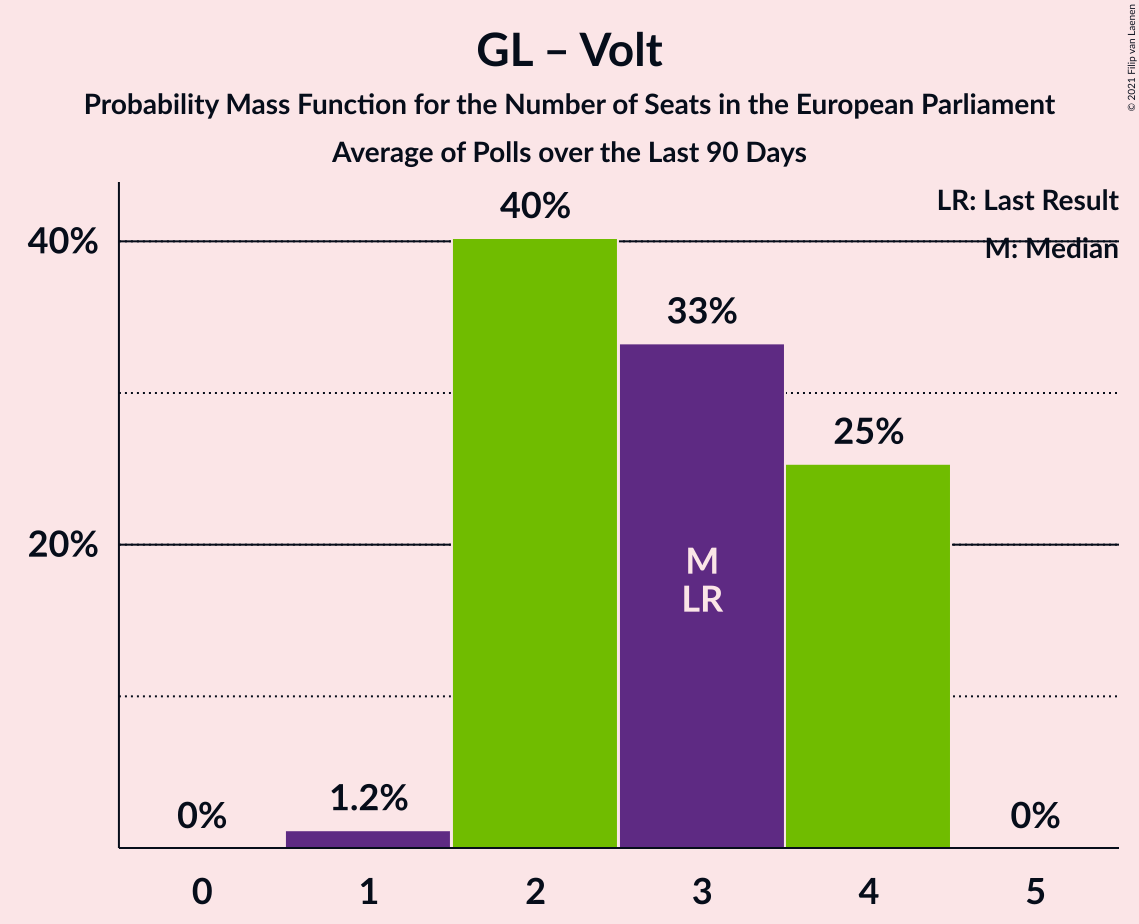 GL – Volt
Probability Mass Function for the Number of Seats in the European Parliament
Average of Polls over the Last 90 Days
© 2021 Filip van Laenen
LR: Last Result
M: Median
40%
20%
0%
1.2%
40%
33%
25%
0%
M
LR
0
1
2
3
4
5